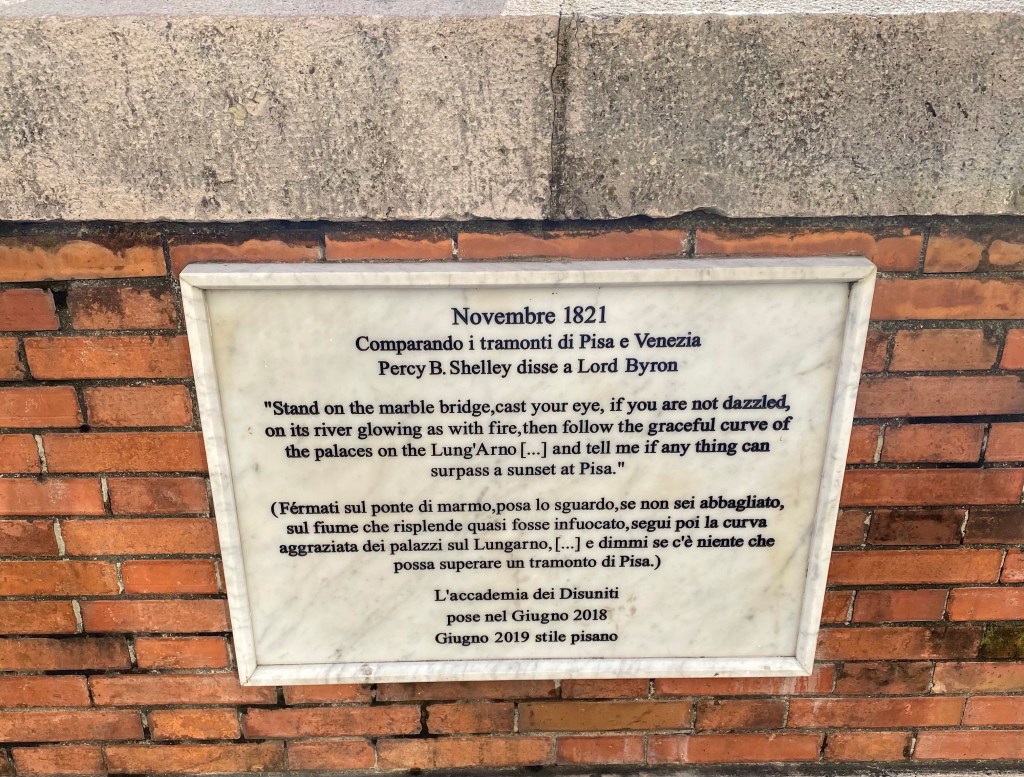 Novembre 1821
Comparando i tramonti di Pisa e Venezia
Percy B. Shelley disse a Lord Byron
"Stand on the marble bridge,cast your eye, if you are not dazzled,
on its river glowing as with fire,then follow the graceful curve of
the palaces on the Lung'Arno [...] and tell me if any thing can
surpass a sunset at Pisa."
(Férmati sul ponte di marmo,posa lo sguardo,se non sei abbagliato,
sul fiume che risplende quasi fosse infuocato,segui poi la curva
aggraziata dei palazzi sul Lungarno,[...] e dimmi se c'è niente che
possa superare un tramonto di Pisa.)
L'accademia dei Disuniti
pose nel Giugno 2018
Giugno 2019 stile pisano